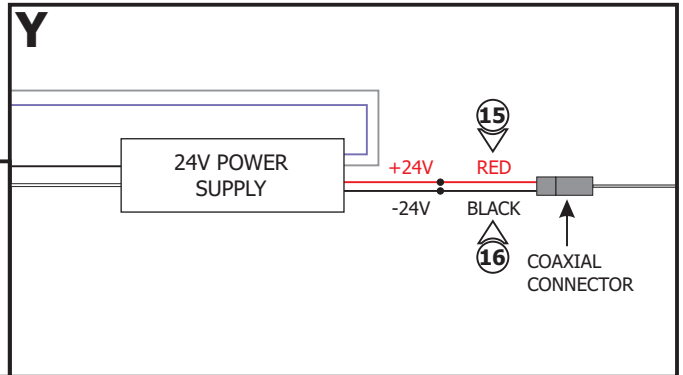 Y
15
24V POWER
SUPPLY
+24V RED
-24V BLACK
16
COAXIAL
CONNECTOR